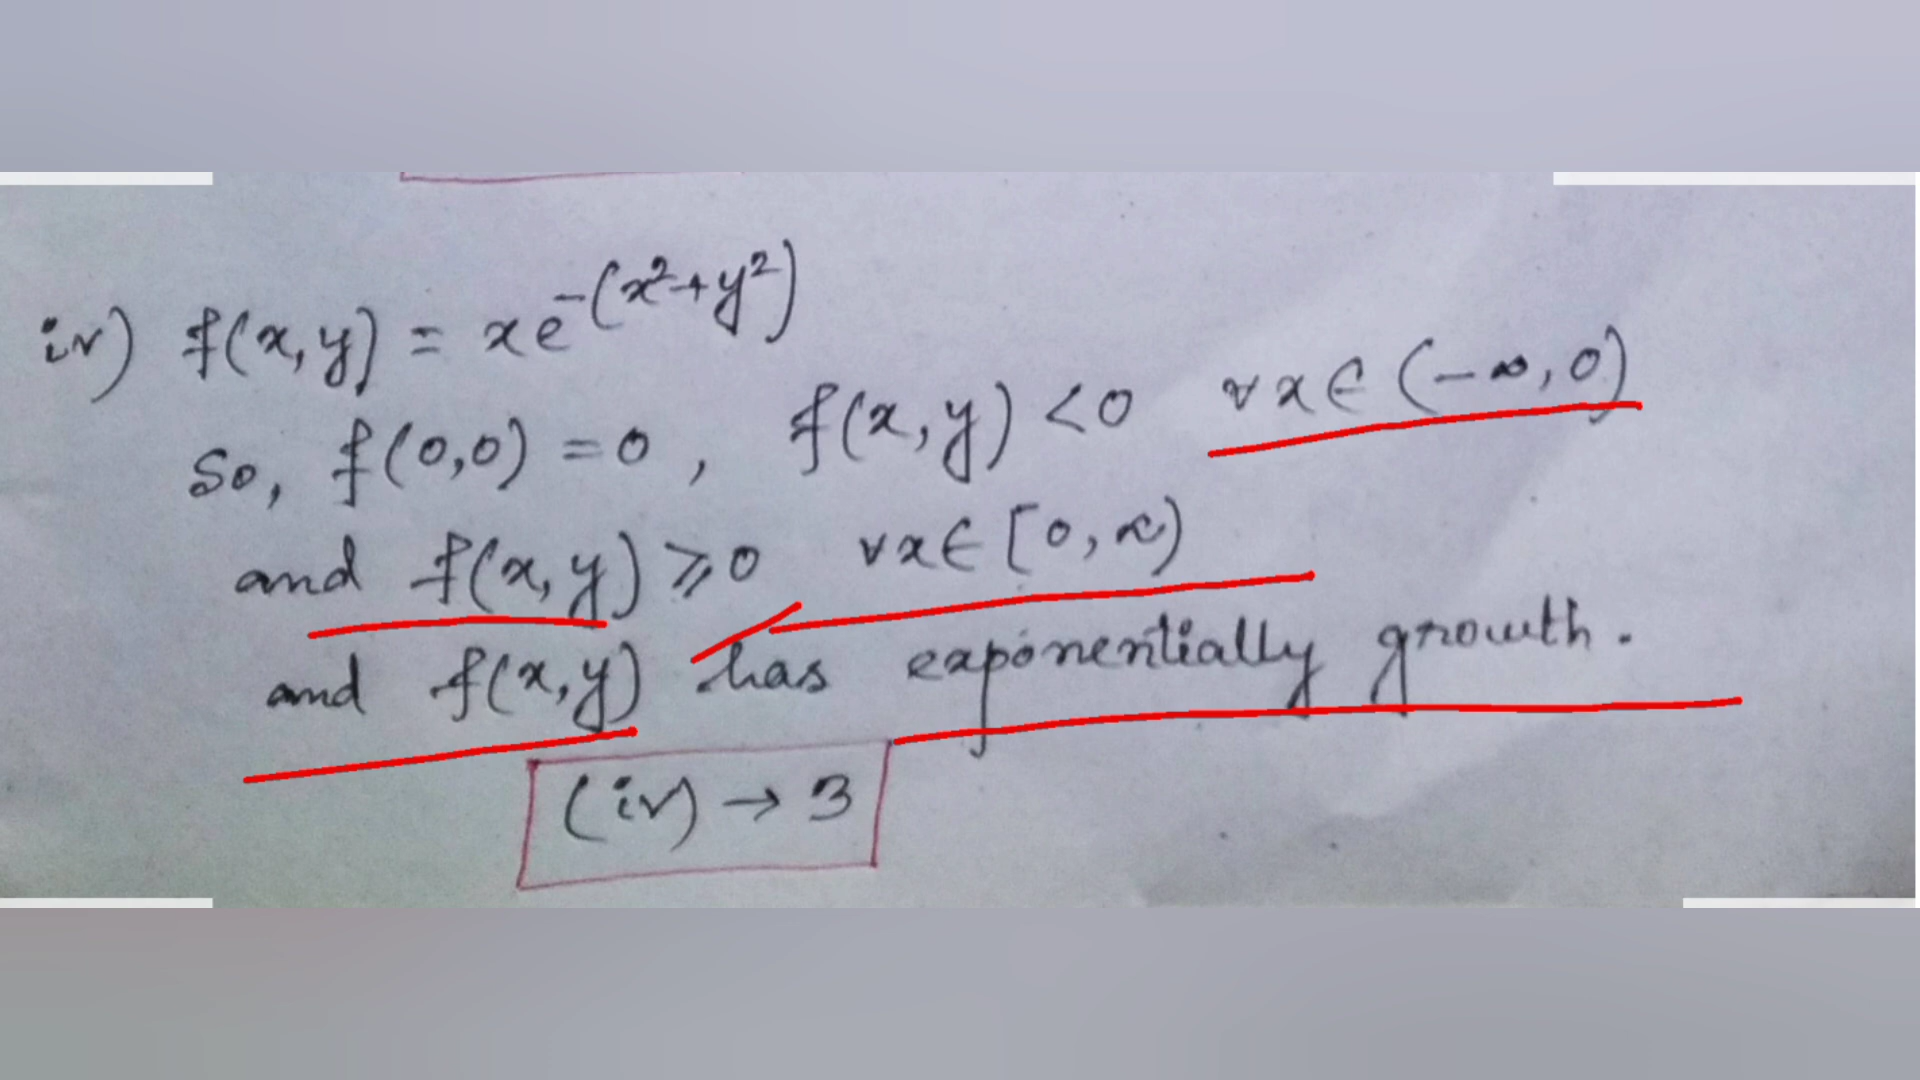 iv) f(x,y) = xe^-(x²+y²)
So, f(0,0) = 0 , f(x,y) <0 ∀x∈ (-∞,0)
and f(x,y) ⩾0 ∀x∈ [0,∞)
and f(x,y) has exponentially growth.
(iv) → 3